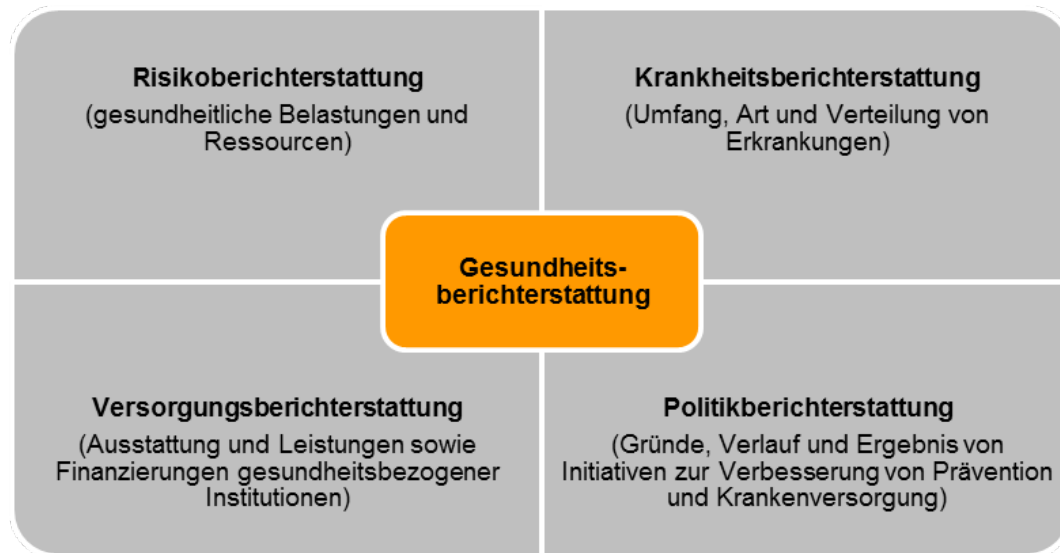 Risikoberichterstattung
(gesundheitliche Belastungen und
Ressourcen)
Krankheitsberichterstattung
(Umfang, Art und Verteilung von
Erkrankungen)
Gesundheits-
berichterstattung
Versorgungsberichterstattung
(Ausstattung und Leistungen sowie
Finanzierungen gesundheitsbezogener
Institutionen)
Politikberichterstattung
(Gründe, Verlauf und Ergebnis von
Initiativen zur Verbesserung von Prävention
und Krankenversorgung)